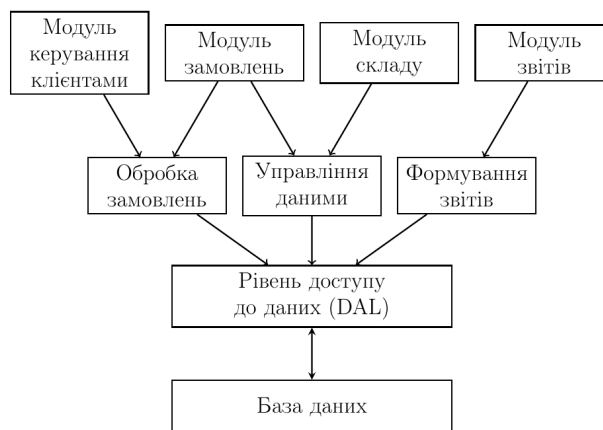 Модуль
керування
клієнтами
Модуль
замовлень
Модуль
складу
Модуль
звітів
Обробка
замовлень
Управління
даними
Формування
звітів
Рівень доступу
до даних (DAL)
База даних